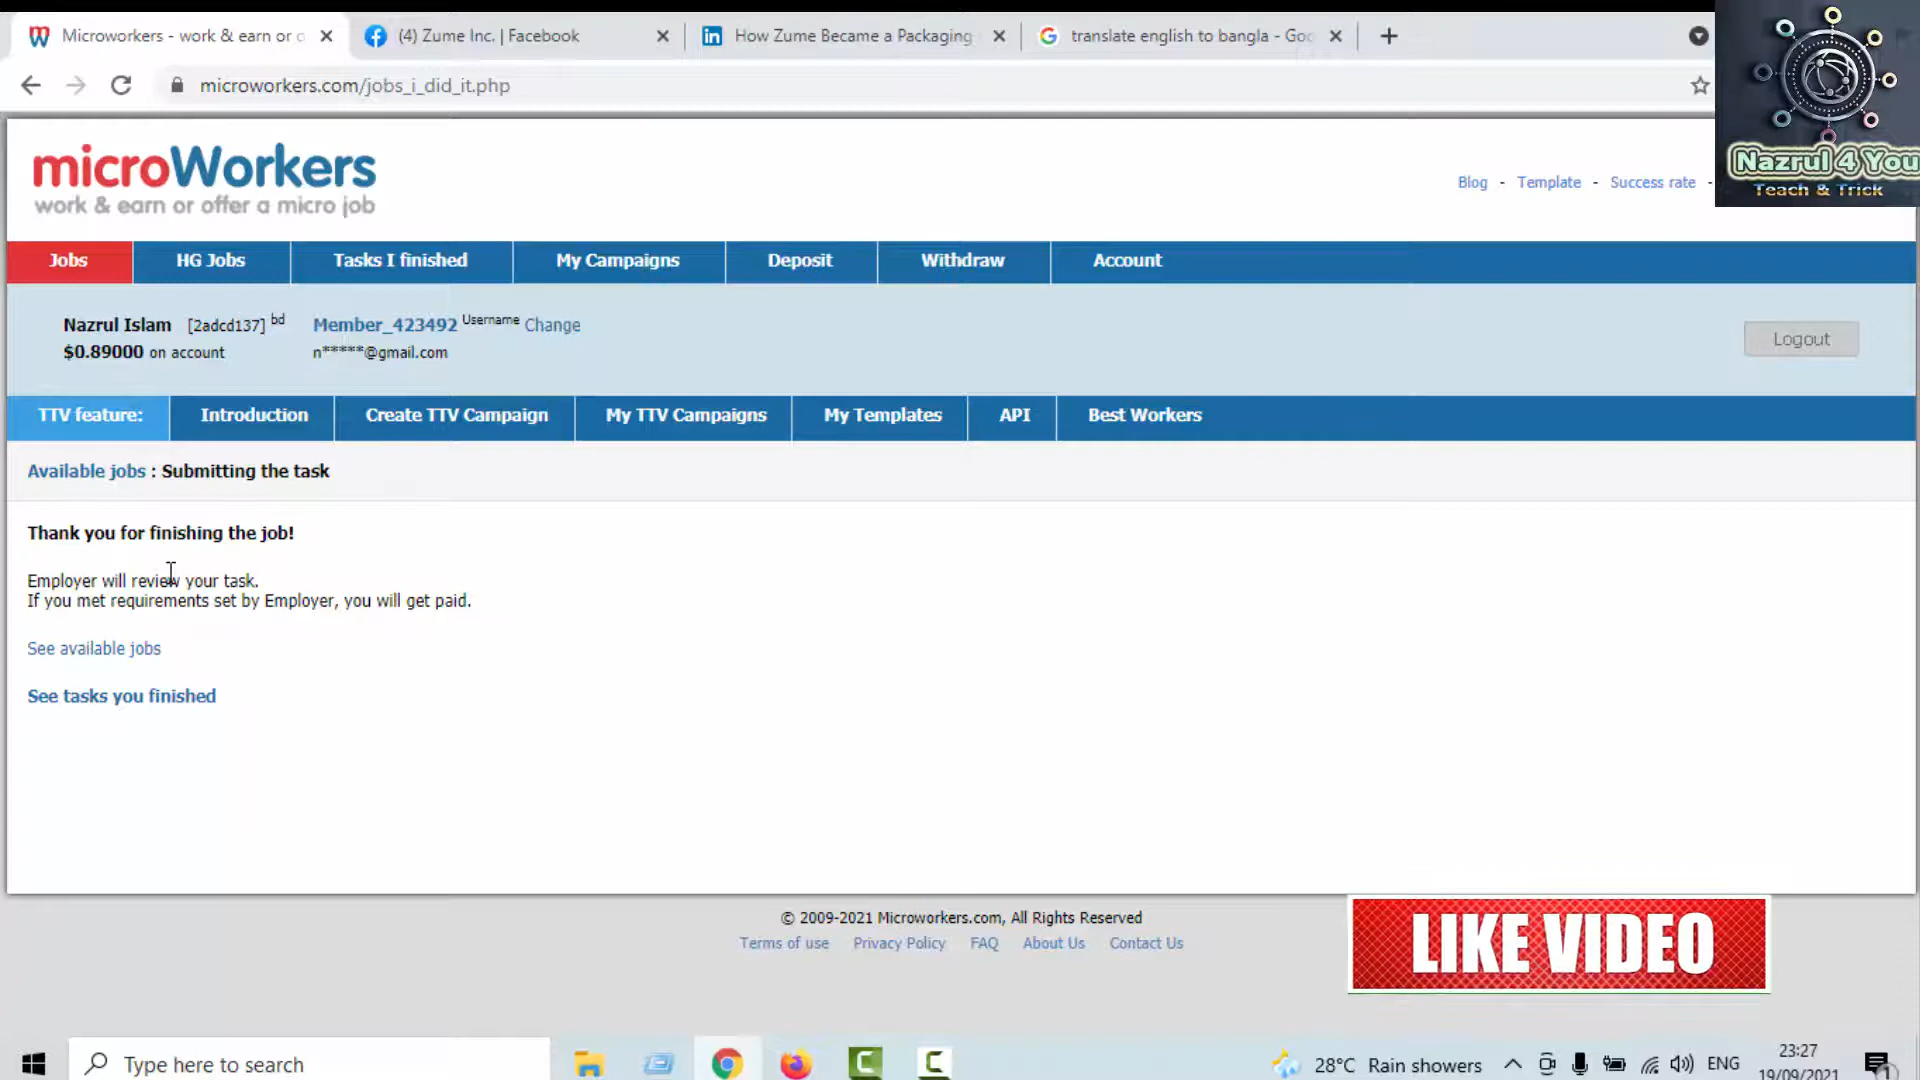 Microworkers - work & earn or o
(4) Zume Inc. | Facebook
How Zume Became a Packaging
translate english to bangla - Goo
microworkers.com/jobs_i_did_it.php
Nazrul 4 You
Teach & Trick
microWorkers
work & earn or offer a micro job
Blog - Template - Success rate -
Jobs HG Jobs Tasks I finished My Campaigns Deposit Withdraw Account
Nazrul Islam [2adcd137] bd Member_423492 Username Change
$0.89000 on account n*****@gmail.com
Logout
TTV feature: Introduction Create TTV Campaign My TTV Campaigns My Templates API Best Workers
Available jobs : Submitting the task
Thank you for finishing the job!
Employer will review your task.
If you met requirements set by Employer, you will get paid.
See available jobs
See tasks you finished
© 2009-2021 Microworkers.com, All Rights Reserved
Terms of use Privacy Policy FAQ About Us Contact Us
LIKE VIDEO
Type here to search
28°C Rain showers
ENG
23:27
19/09/2021
1